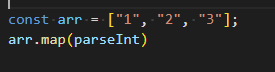 const arr = ["1", "2", "3"];
arr.map(parseInt)